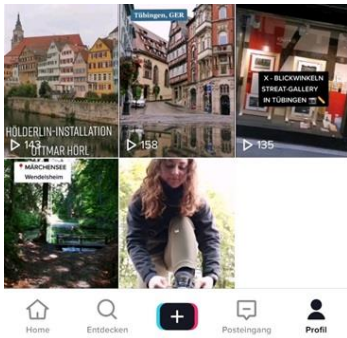 HÖLDERLIN-INSTALLATION
OTTMAR HÖRL
143
Tübingen, GER
158
X - BLICKWINKELN
STREAT-GALLERY
IN TÜBINGEN
135
MÄRCHENSEE
Wendelsheim
Home
Entdecken
Posteingang
Profil